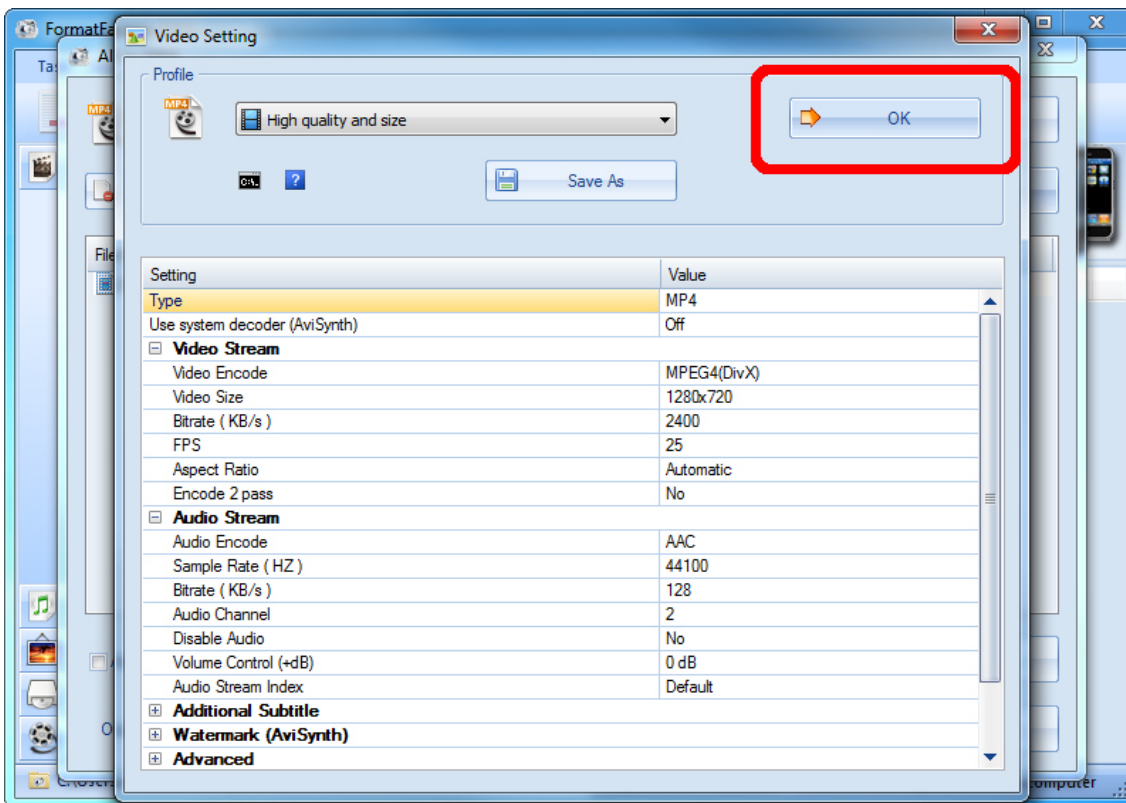 FormatFa
Video Setting
Profile
MP4
High quality and size
OK
C:\.
?
Save As
Setting Value
Type MP4
Use system decoder (AviSynth) Off
Video Stream
Video Encode MPEG4(DivX)
Video Size 1280x720
Bitrate ( KB/s ) 2400
FPS 25
Aspect Ratio Automatic
Encode 2 pass No
Audio Stream
Audio Encode AAC
Sample Rate ( HZ ) 44100
Bitrate ( KB/s ) 128
Audio Channel 2
Disable Audio No
Volume Control (+dB) 0 dB
Audio Stream Index Default
Additional Subtitle
Watermark (AviSynth)
Advanced